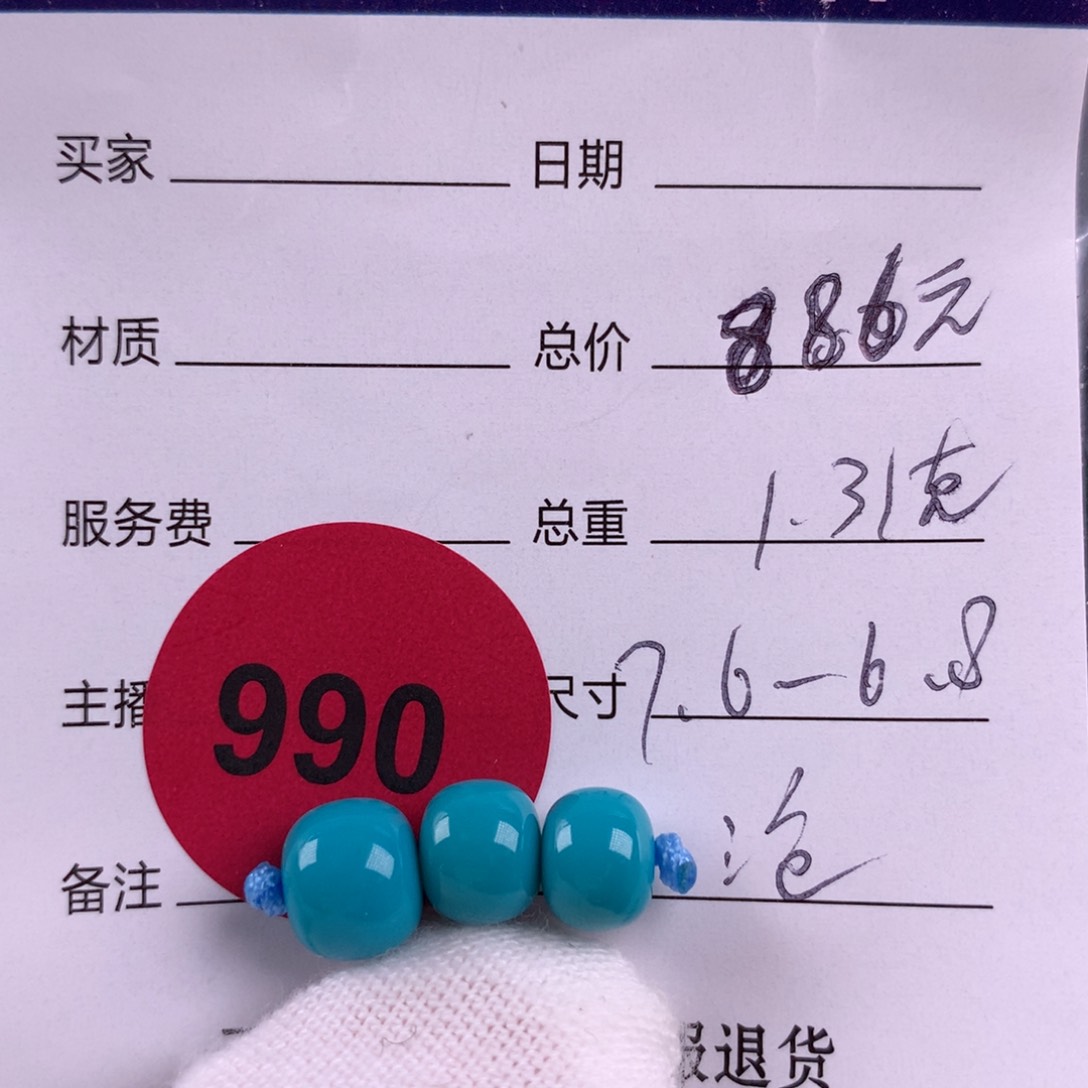 买家 日期
材质 总价 886元
服务费 总重 1.31克
主播 尺寸 7.6-6.8
990
备注
退货